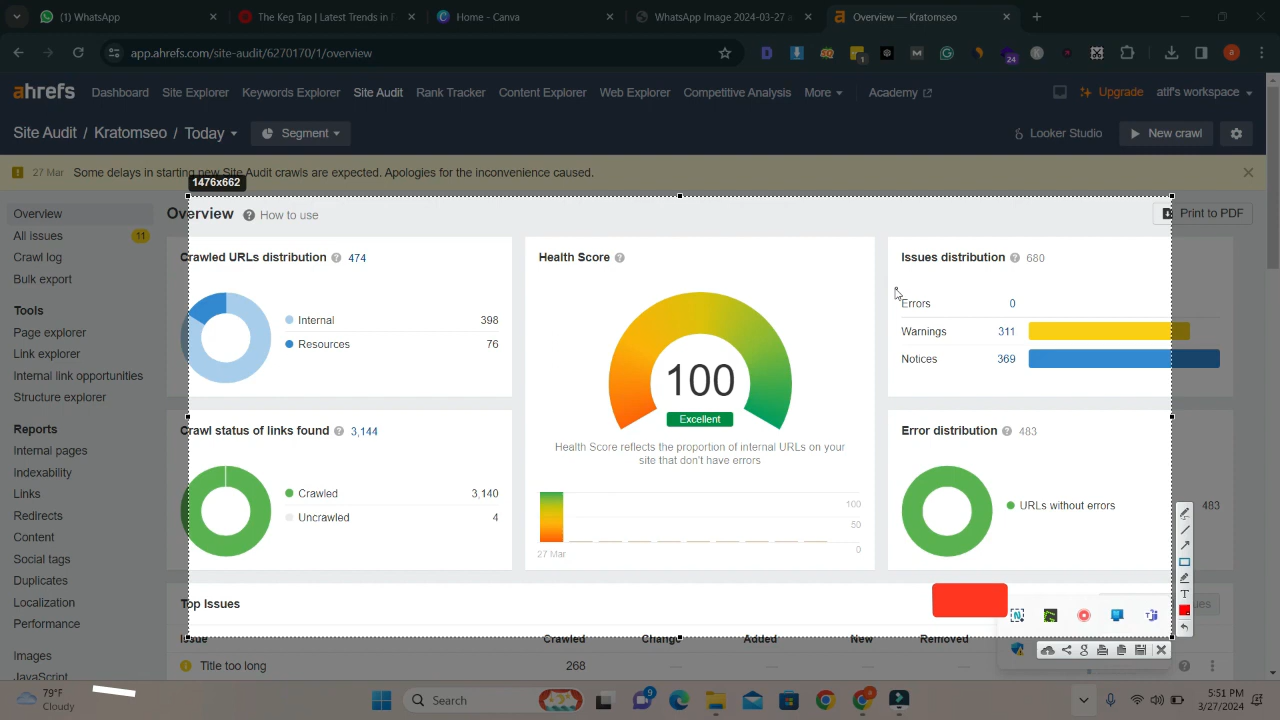 (1) WhatsApp
The Keg Tap | Latest Trends in F
Home - Canva
WhatsApp Image 2024-03-27 a
Overview — Kratomseo
app.ahrefs.com/site-audit/6270170/1/overview
1
24
a
ahrefs
Dashboard Site Explorer Keywords Explorer Site Audit Rank Tracker Content Explorer Web Explorer Competitive Analysis More Academy Upgrade atif's workspace
Site Audit / Kratomseo / Today Segment Looker Studio New crawl
27 Mar Some delays in starting new Site Audit crawls are expected. Apologies for the inconvenience caused.
1476x662
Overview
All issues 11
Crawl log
Bulk export
Tools
Page explorer
Link explorer
Internal link opportunities
Structure explorer
Reports
Internal pages
Indexability
Links
Redirects
Content
Social tags
Duplicates
Localization
Performance
Images
JavaScript
Overview ? How to use Print to PDF
Crawled URLs distribution ? 474
Internal 398
Resources 76
Health Score ?
100
Excellent
Health Score reflects the proportion of internal URLs on your
site that don't have errors
100
50
0
27 Mar
Issues distribution ? 680
Errors 0
Warnings 311
Notices 369
Crawl status of links found ? 3,144
Crawled 3,140
Uncrawled 4
Error distribution ? 483
URLs without errors 483
Top Issues
Issue Crawled Change Added New Removed
Title too long 268
79°F
Cloudy
Search
9
5:51 PM
3/27/2024